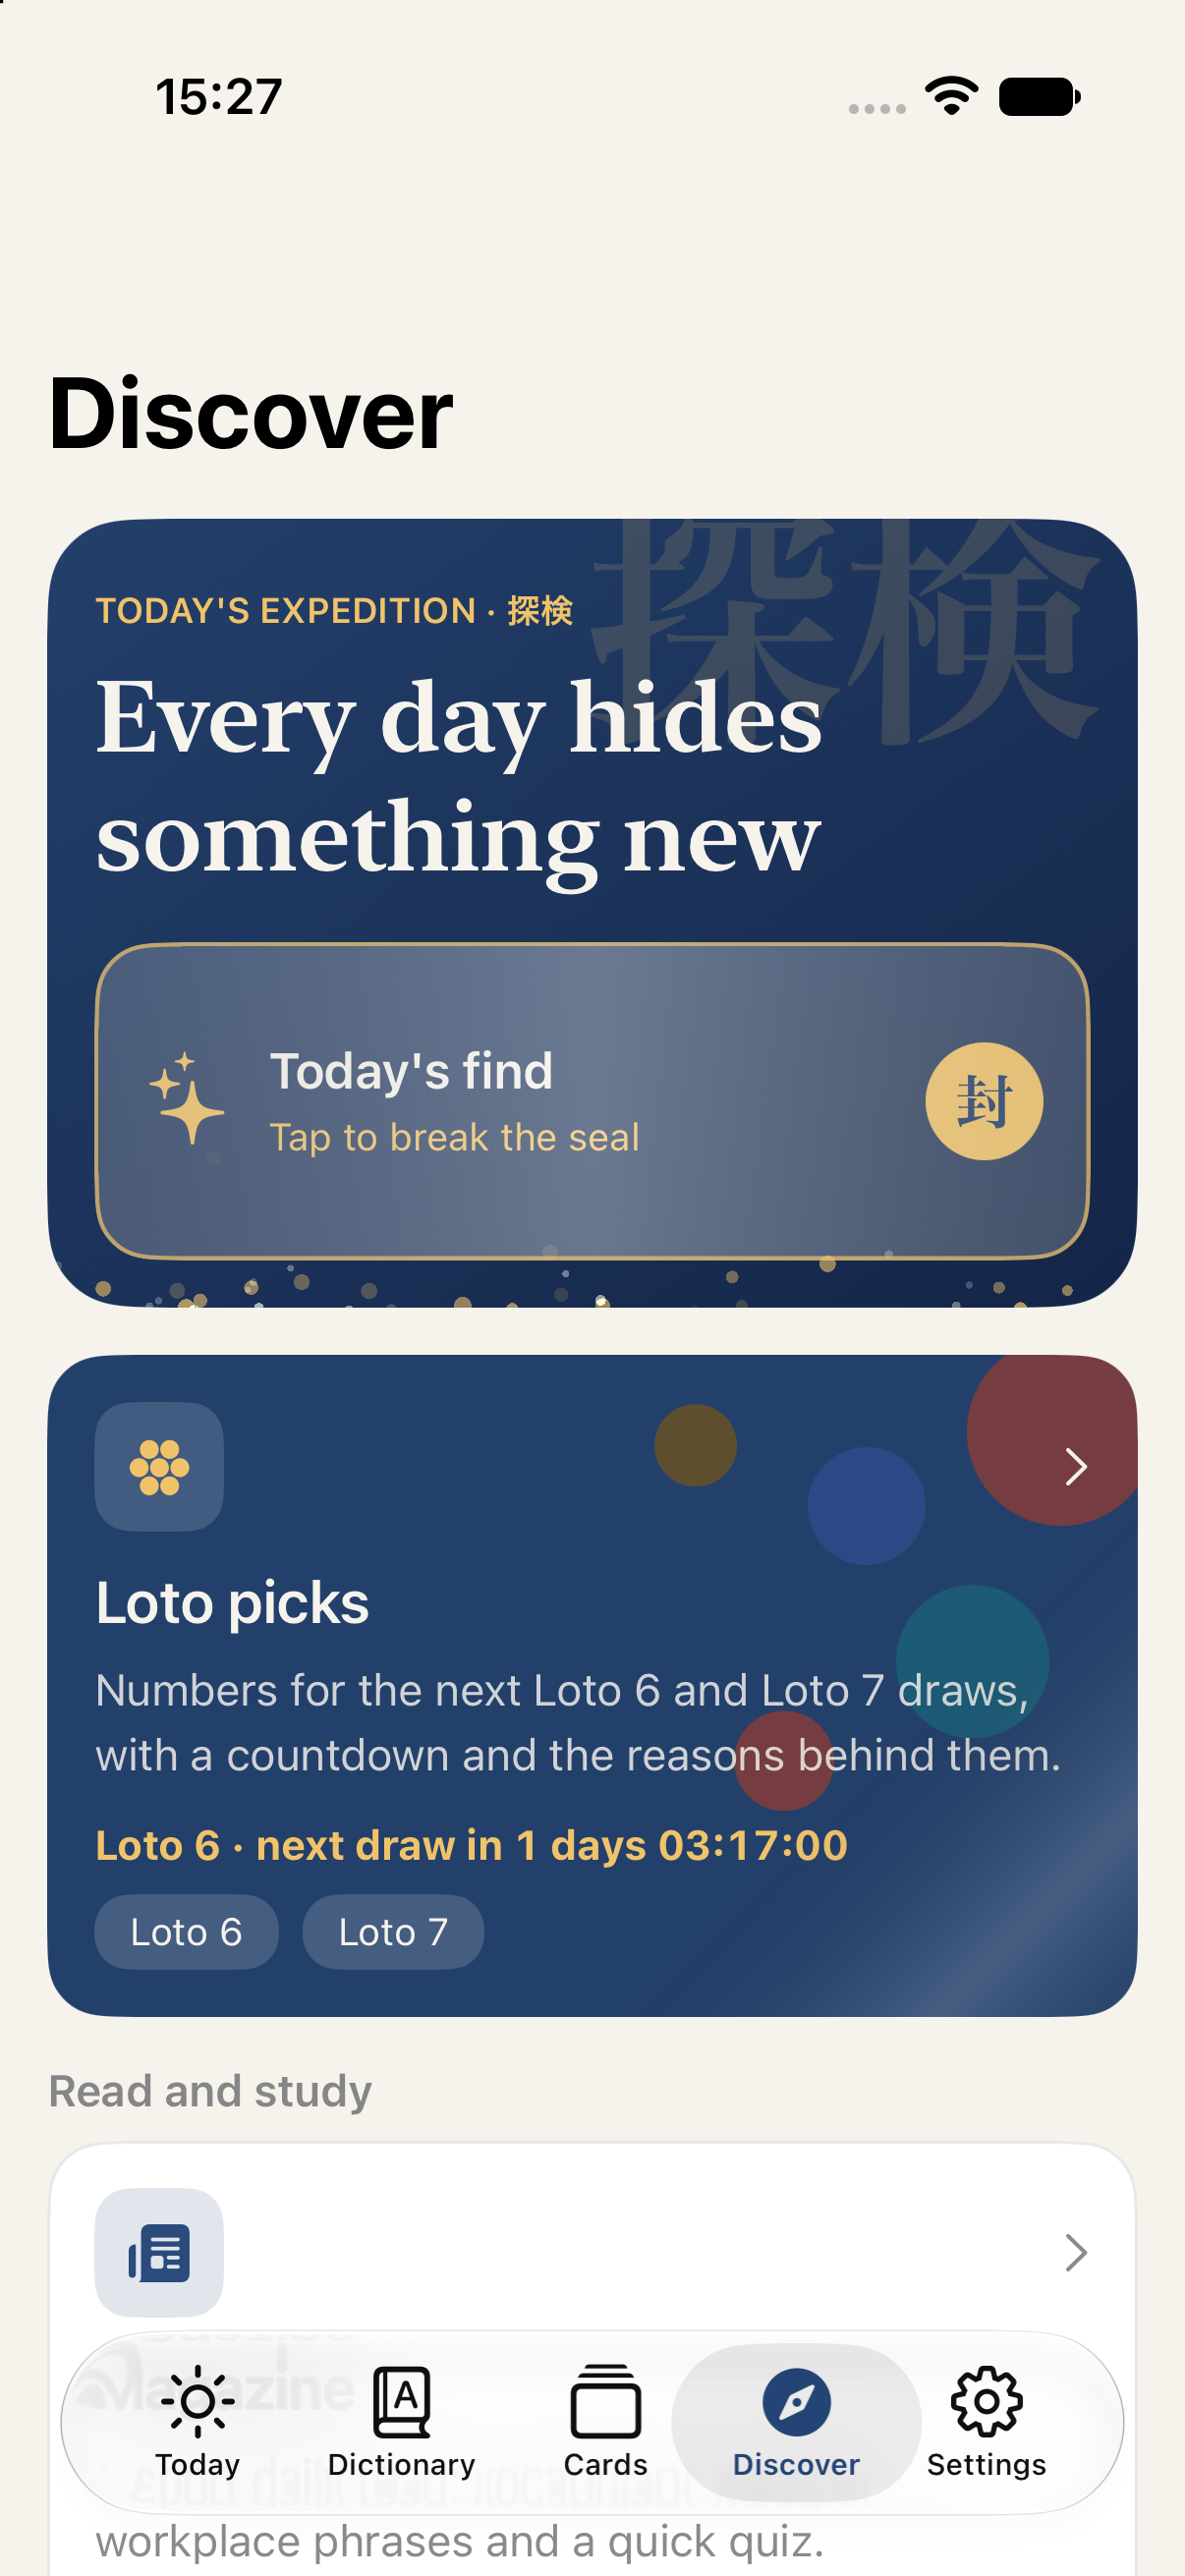 15:27
Discover
探検
TODAY'S EXPEDITION · 探検
Every day hides
something new
Today's find
Tap to break the seal
封
Loto picks
Numbers for the next Loto 6 and Loto 7 draws,
with a countdown and the reasons behind them.
Loto 6 · next draw in 1 days 03:17:00
Loto 6
Loto 7
Read and study
Magazine
Today
Dictionary
Cards
Discover
Settings
workplace phrases and a quick quiz.